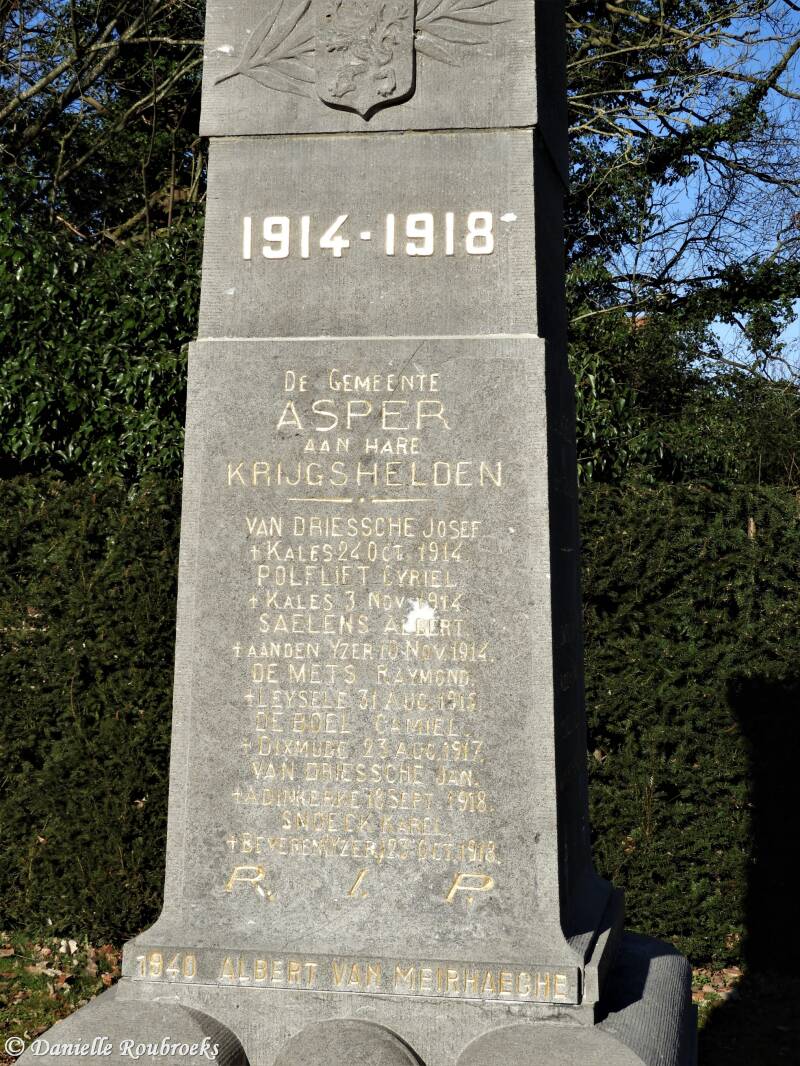 1914-1918
De Gemeente
ASPER
AAN HARE
KRIJGSHELDEN
VAN DRIESSCHE JOSEF
+ KALES 24 OCT. 1914.
POLFLIET CYRIEL
+ KALES 3 NOV. 1914
SAELENS ALBERT
+ AAN DEN YZER 10 NOV. 1914.
DE METS RAYMOND.
+ LEYSELE 31 AUG. 1915
DE BOEL CAMIEL.
+ DIXMUDE 23 AUG. 1917.
VAN DRIESSCHE JAN.
+ ADINKERKE 18 SEPT 1918.
SNOECK KAREL
+ BEVEREN(YZER) 23 OCT. 1918.
R. I. P.
1940 ALBERT VAN MEIRHAEGHE
© Danielle Roubroeks